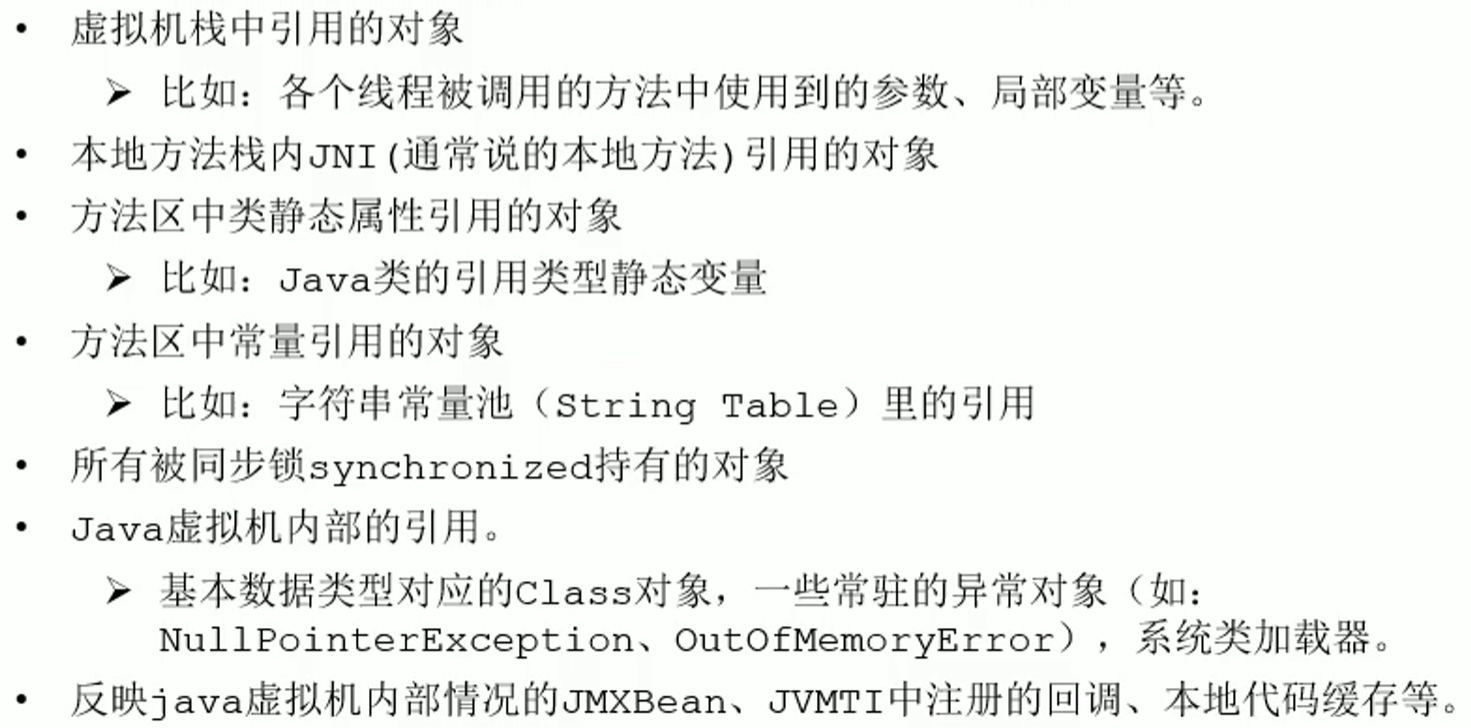 • 虚拟机栈中引用的对象
➢ 比如：各个线程被调用的方法中使用到的参数、局部变量等。
• 本地方法栈内JNI(通常说的本地方法)引用的对象
• 方法区中类静态属性引用的对象
➢ 比如：Java类的引用类型静态变量
• 方法区中常量引用的对象
➢ 比如：字符串常量池（String Table）里的引用
• 所有被同步锁synchronized持有的对象
• Java虚拟机内部的引用。
➢ 基本数据类型对应的Class对象，一些常驻的异常对象（如：
NullPointerException、OutOfMemoryError），系统类加载器。
• 反映java虚拟机内部情况的JMXBean、JVMTI中注册的回调、本地代码缓存等。